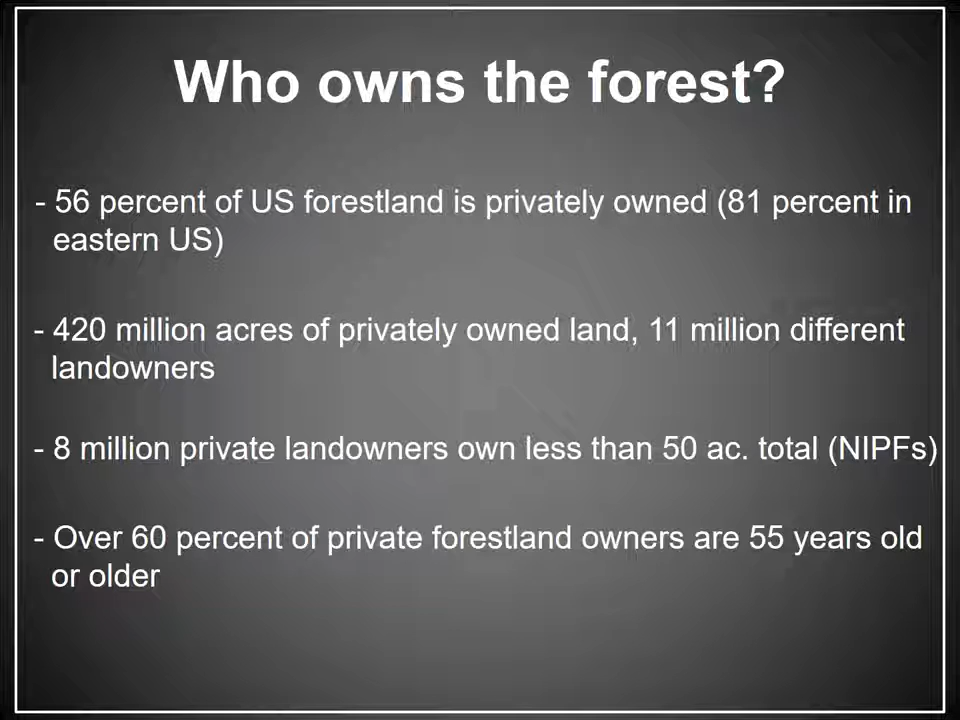 Who owns the forest?
- 56 percent of US forestland is privately owned (81 percent in
eastern US)
- 420 million acres of privately owned land, 11 million different
landowners
- 8 million private landowners own less than 50 ac. total (NIPFs)
- Over 60 percent of private forestland owners are 55 years old
or older